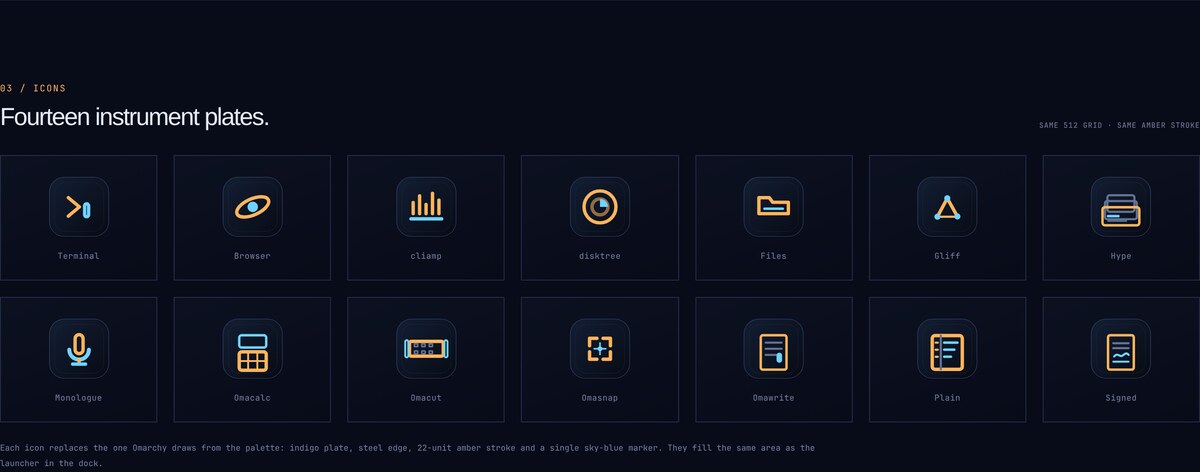 03 / ICONS
Fourteen instrument plates.
SAME 512 GRID · SAME AMBER STROKE
Terminal
Browser
cliamp
disktree
Files
Gliff
Hype
Monologue
Omacalc
Omacut
Omasnap
Omawrite
Plain
Signed
Each icon replaces the one Omarchy draws from the palette: indigo plate, steel edge, 22-unit amber stroke and a single sky-blue marker. They fill the same area as the
launcher in the dock.